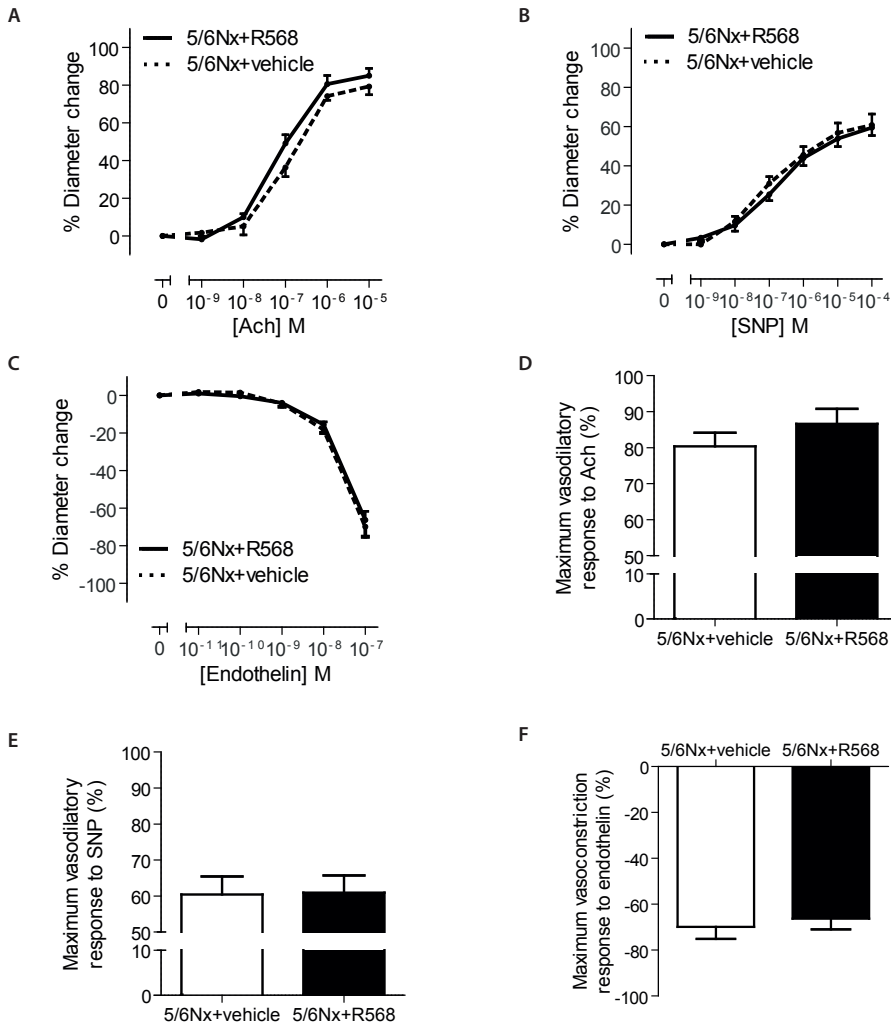 A
5/6Nx+R568
5/6Nx+vehicle
% Diameter change
100
80
60
40
20
0
0 10-9 10-8 10-7 10-6 10-5
[Ach] M
B
5/6Nx+R568
5/6Nx+vehicle
% Diameter change
100
80
60
40
20
0
0 10-9 10-8 10-7 10-6 10-5 10-4
[SNP] M
C
% Diameter change
0
-20
-40
-60
-80
-100
5/6Nx+R568
5/6Nx+vehicle
0 10-11 10-10 10-9 10-8 10-7
[Endothelin] M
D
Maximum vasodilatory
response to Ach (%)
100
90
80
70
60
50
10
0
5/6Nx+vehicle 5/6Nx+R568
E
Maximum vasodilatory
response to SNP (%)
100
90
80
70
60
50
10
0
5/6Nx+vehicle 5/6Nx+R568
F
5/6Nx+vehicle 5/6Nx+R568
Maximum vasoconstriction
response to endothelin (%)
0
-20
-40
-60
-80
-100